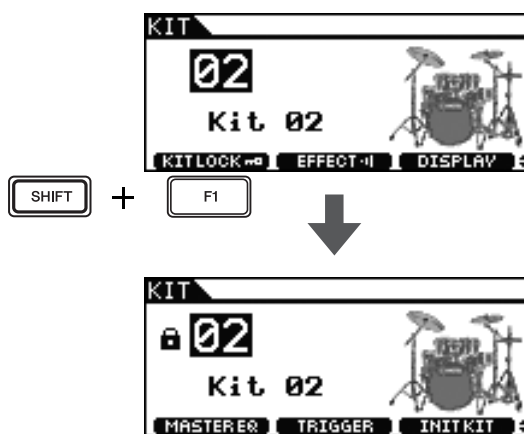 KIT
02
Kit 02
KITLOCK EFFECT DISPLAY
SHIFT + F1
KIT
02
Kit 02
MASTER EQ TRIGGER INIT KIT